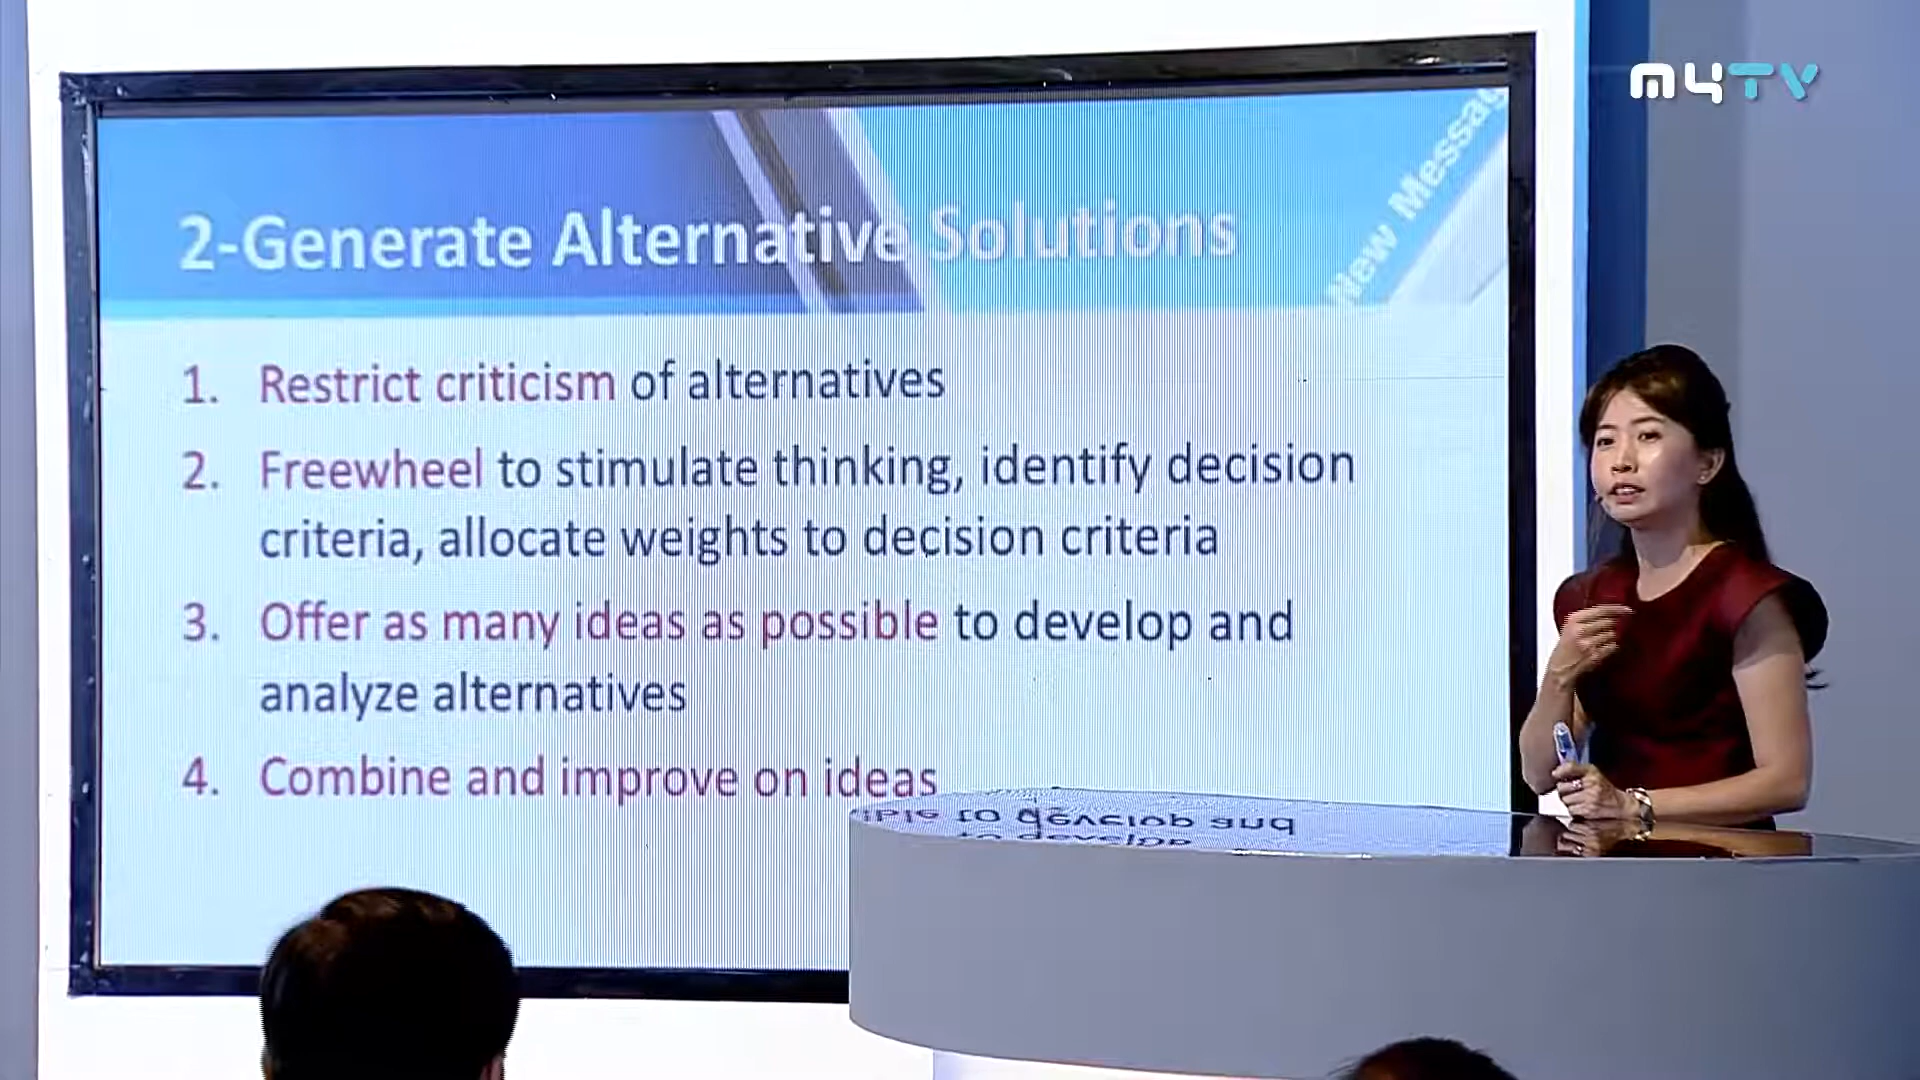 MYTV
New Messag
2-Generate Alternative Solutions
1. Restrict criticism of alternatives
2. Freewheel to stimulate thinking, identify decision
criteria, allocate weights to decision criteria
3. Offer as many ideas as possible to develop and
analyze alternatives
4. Combine and improve on ideas